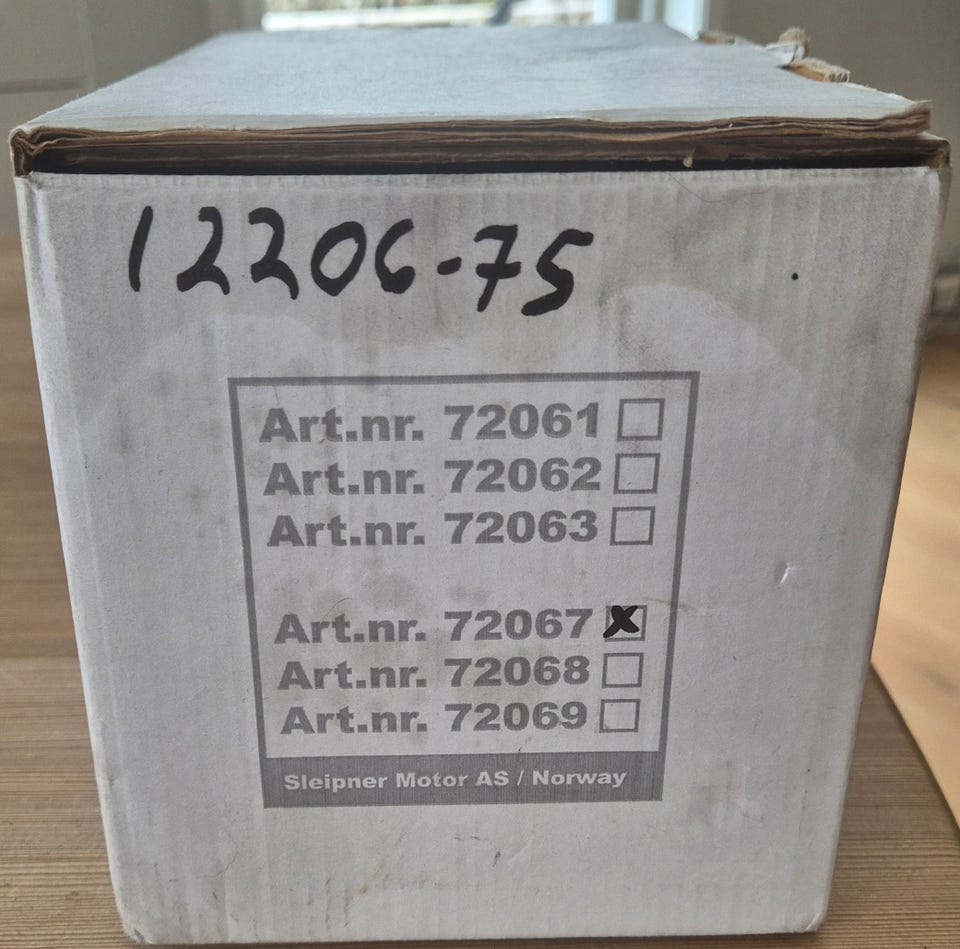 12206-75
Art.nr. 72061
Art.nr. 72062
Art.nr. 72063
Art.nr. 72067 X
Art.nr. 72068
Art.nr. 72069
Sleipner Motor AS / Norway